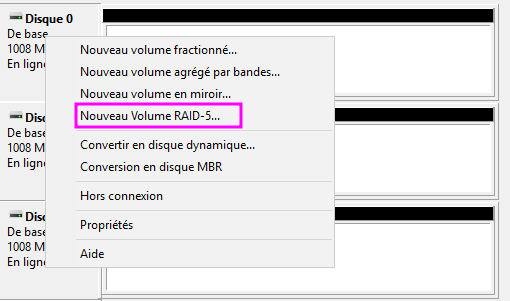 Disque 0
De base
1008 M
En ligne
Nouveau volume fractionné...
Nouveau volume agrégé par bandes...
Nouveau volume en miroir...
Nouveau Volume RAID-5...
Convertir en disque dynamique...
Conversion en disque MBR
Hors connexion
Propriétés
Aide
Disq
De base
1008 M
En ligne
Disq
De base
1008 M
En ligne